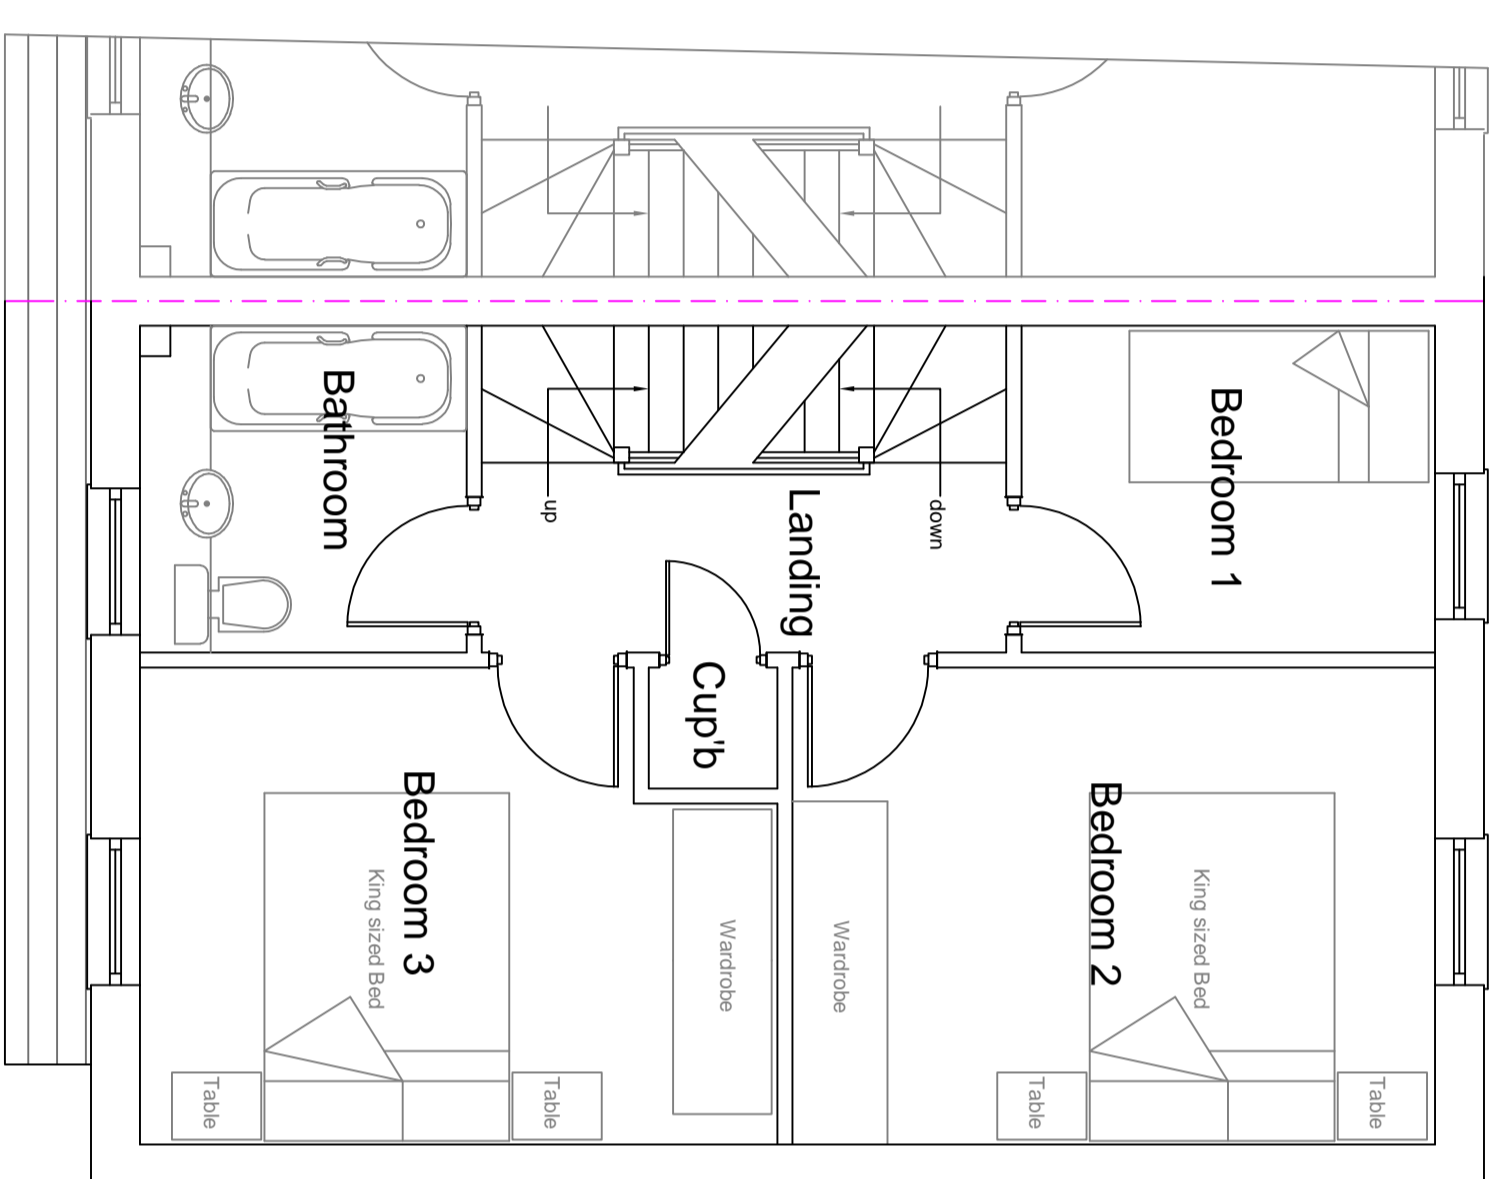 Bedroom 1
Bathroom
down
up
Landing
Cup'b
Bedroom 2
King sized Bed
Bedroom 3
King sized Bed
Wardrobe
Wardrobe
Table
Table
Table
Table